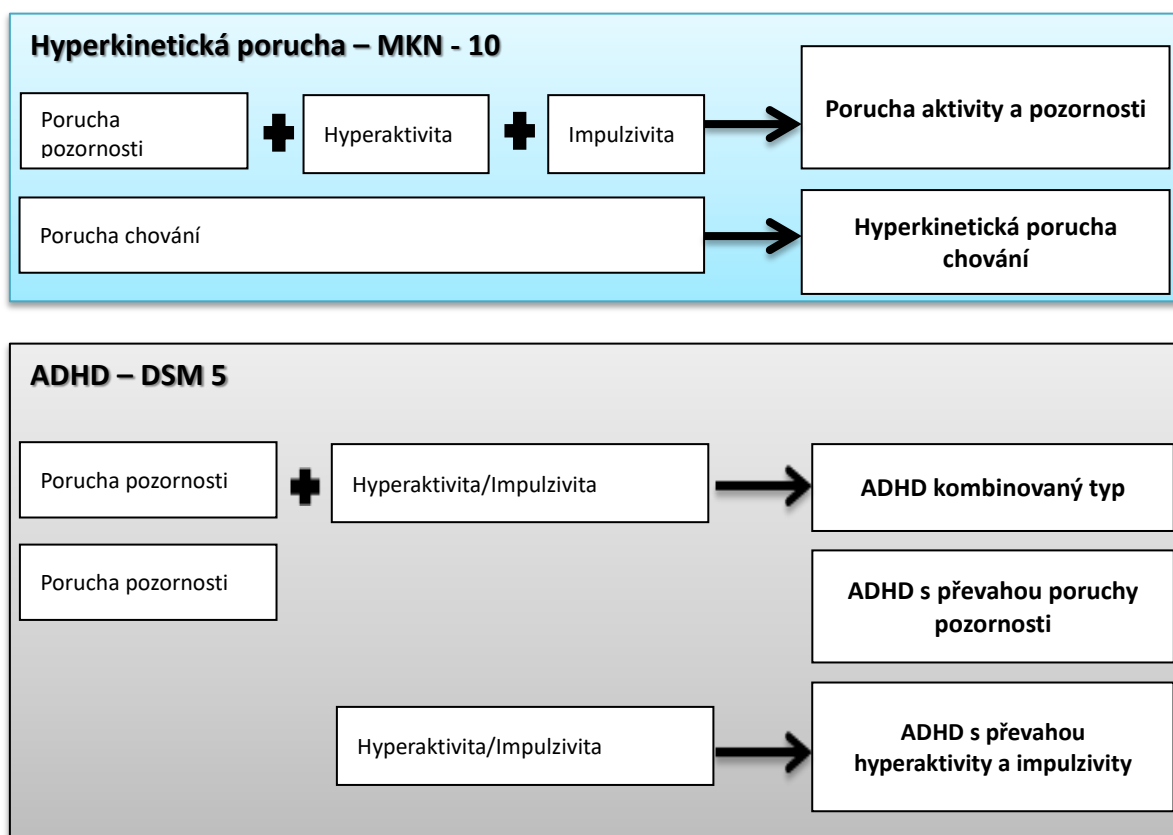 Hyperkinetická porucha – MKN - 10
Porucha
pozornosti
Hyperaktivita
Impulzivita
Porucha aktivity a pozornosti
Porucha chování
Hyperkinetická porucha
chování
ADHD – DSM 5
Porucha pozornosti
Hyperaktivita/Impulzivita
ADHD kombinovaný typ
Porucha pozornosti
ADHD s převahou poruchy
pozornosti
Hyperaktivita/Impulzivita
ADHD s převahou
hyperaktivity a impulzivity